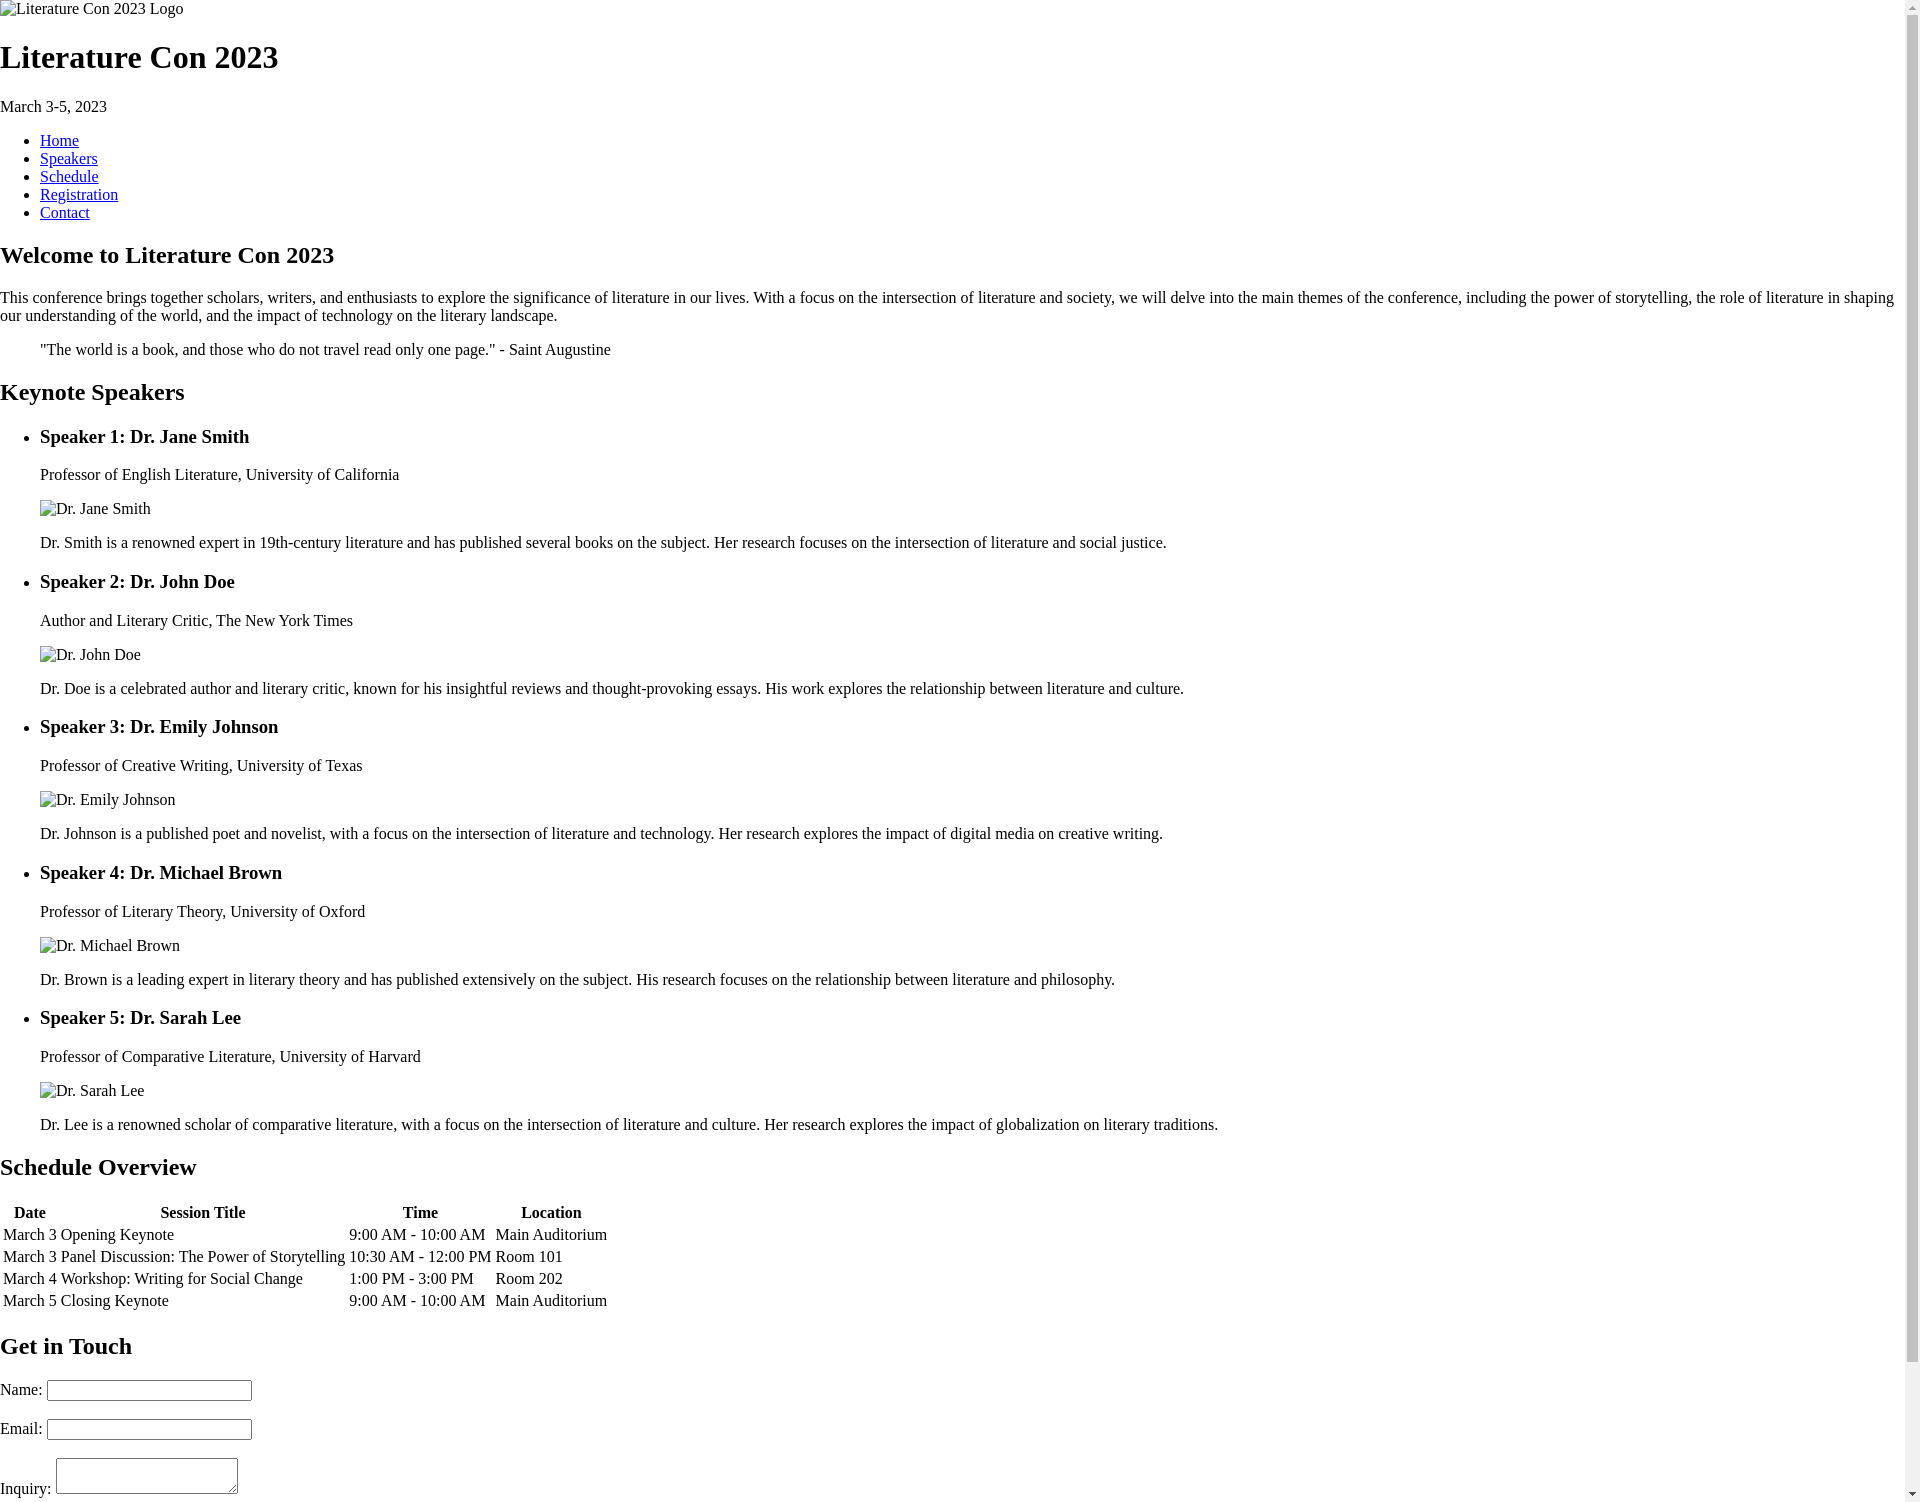 Literature Con 2023 Logo
Literature Con 2023
March 3-5, 2023
Home
Speakers
Schedule
Registration
Contact
Welcome to Literature Con 2023
This conference brings together scholars, writers, and enthusiasts to explore the significance of literature in our lives. With a focus on the intersection of literature and society, we will delve into the main themes of the conference, including the power of storytelling, the role of literature in shaping
our understanding of the world, and the impact of technology on the literary landscape.
"The world is a book, and those who do not travel read only one page." - Saint Augustine
Keynote Speakers
Speaker 1: Dr. Jane Smith
Professor of English Literature, University of California
Dr. Jane Smith
Dr. Smith is a renowned expert in 19th-century literature and has published several books on the subject. Her research focuses on the intersection of literature and social justice.
Speaker 2: Dr. John Doe
Author and Literary Critic, The New York Times
Dr. John Doe
Dr. Doe is a celebrated author and literary critic, known for his insightful reviews and thought-provoking essays. His work explores the relationship between literature and culture.
Speaker 3: Dr. Emily Johnson
Professor of Creative Writing, University of Texas
Dr. Emily Johnson
Dr. Johnson is a published poet and novelist, with a focus on the intersection of literature and technology. Her research explores the impact of digital media on creative writing.
Speaker 4: Dr. Michael Brown
Professor of Literary Theory, University of Oxford
Dr. Michael Brown
Dr. Brown is a leading expert in literary theory and has published extensively on the subject. His research focuses on the relationship between literature and philosophy.
Speaker 5: Dr. Sarah Lee
Professor of Comparative Literature, University of Harvard
Dr. Sarah Lee
Dr. Lee is a renowned scholar of comparative literature, with a focus on the intersection of literature and culture. Her research explores the impact of globalization on literary traditions.
Schedule Overview
Date Session Title Time Location
March 3 Opening Keynote 9:00 AM - 10:00 AM Main Auditorium
March 3 Panel Discussion: The Power of Storytelling 10:30 AM - 12:00 PM Room 101
March 4 Workshop: Writing for Social Change 1:00 PM - 3:00 PM Room 202
March 5 Closing Keynote 9:00 AM - 10:00 AM Main Auditorium
Get in Touch
Name:
Email:
Inquiry: